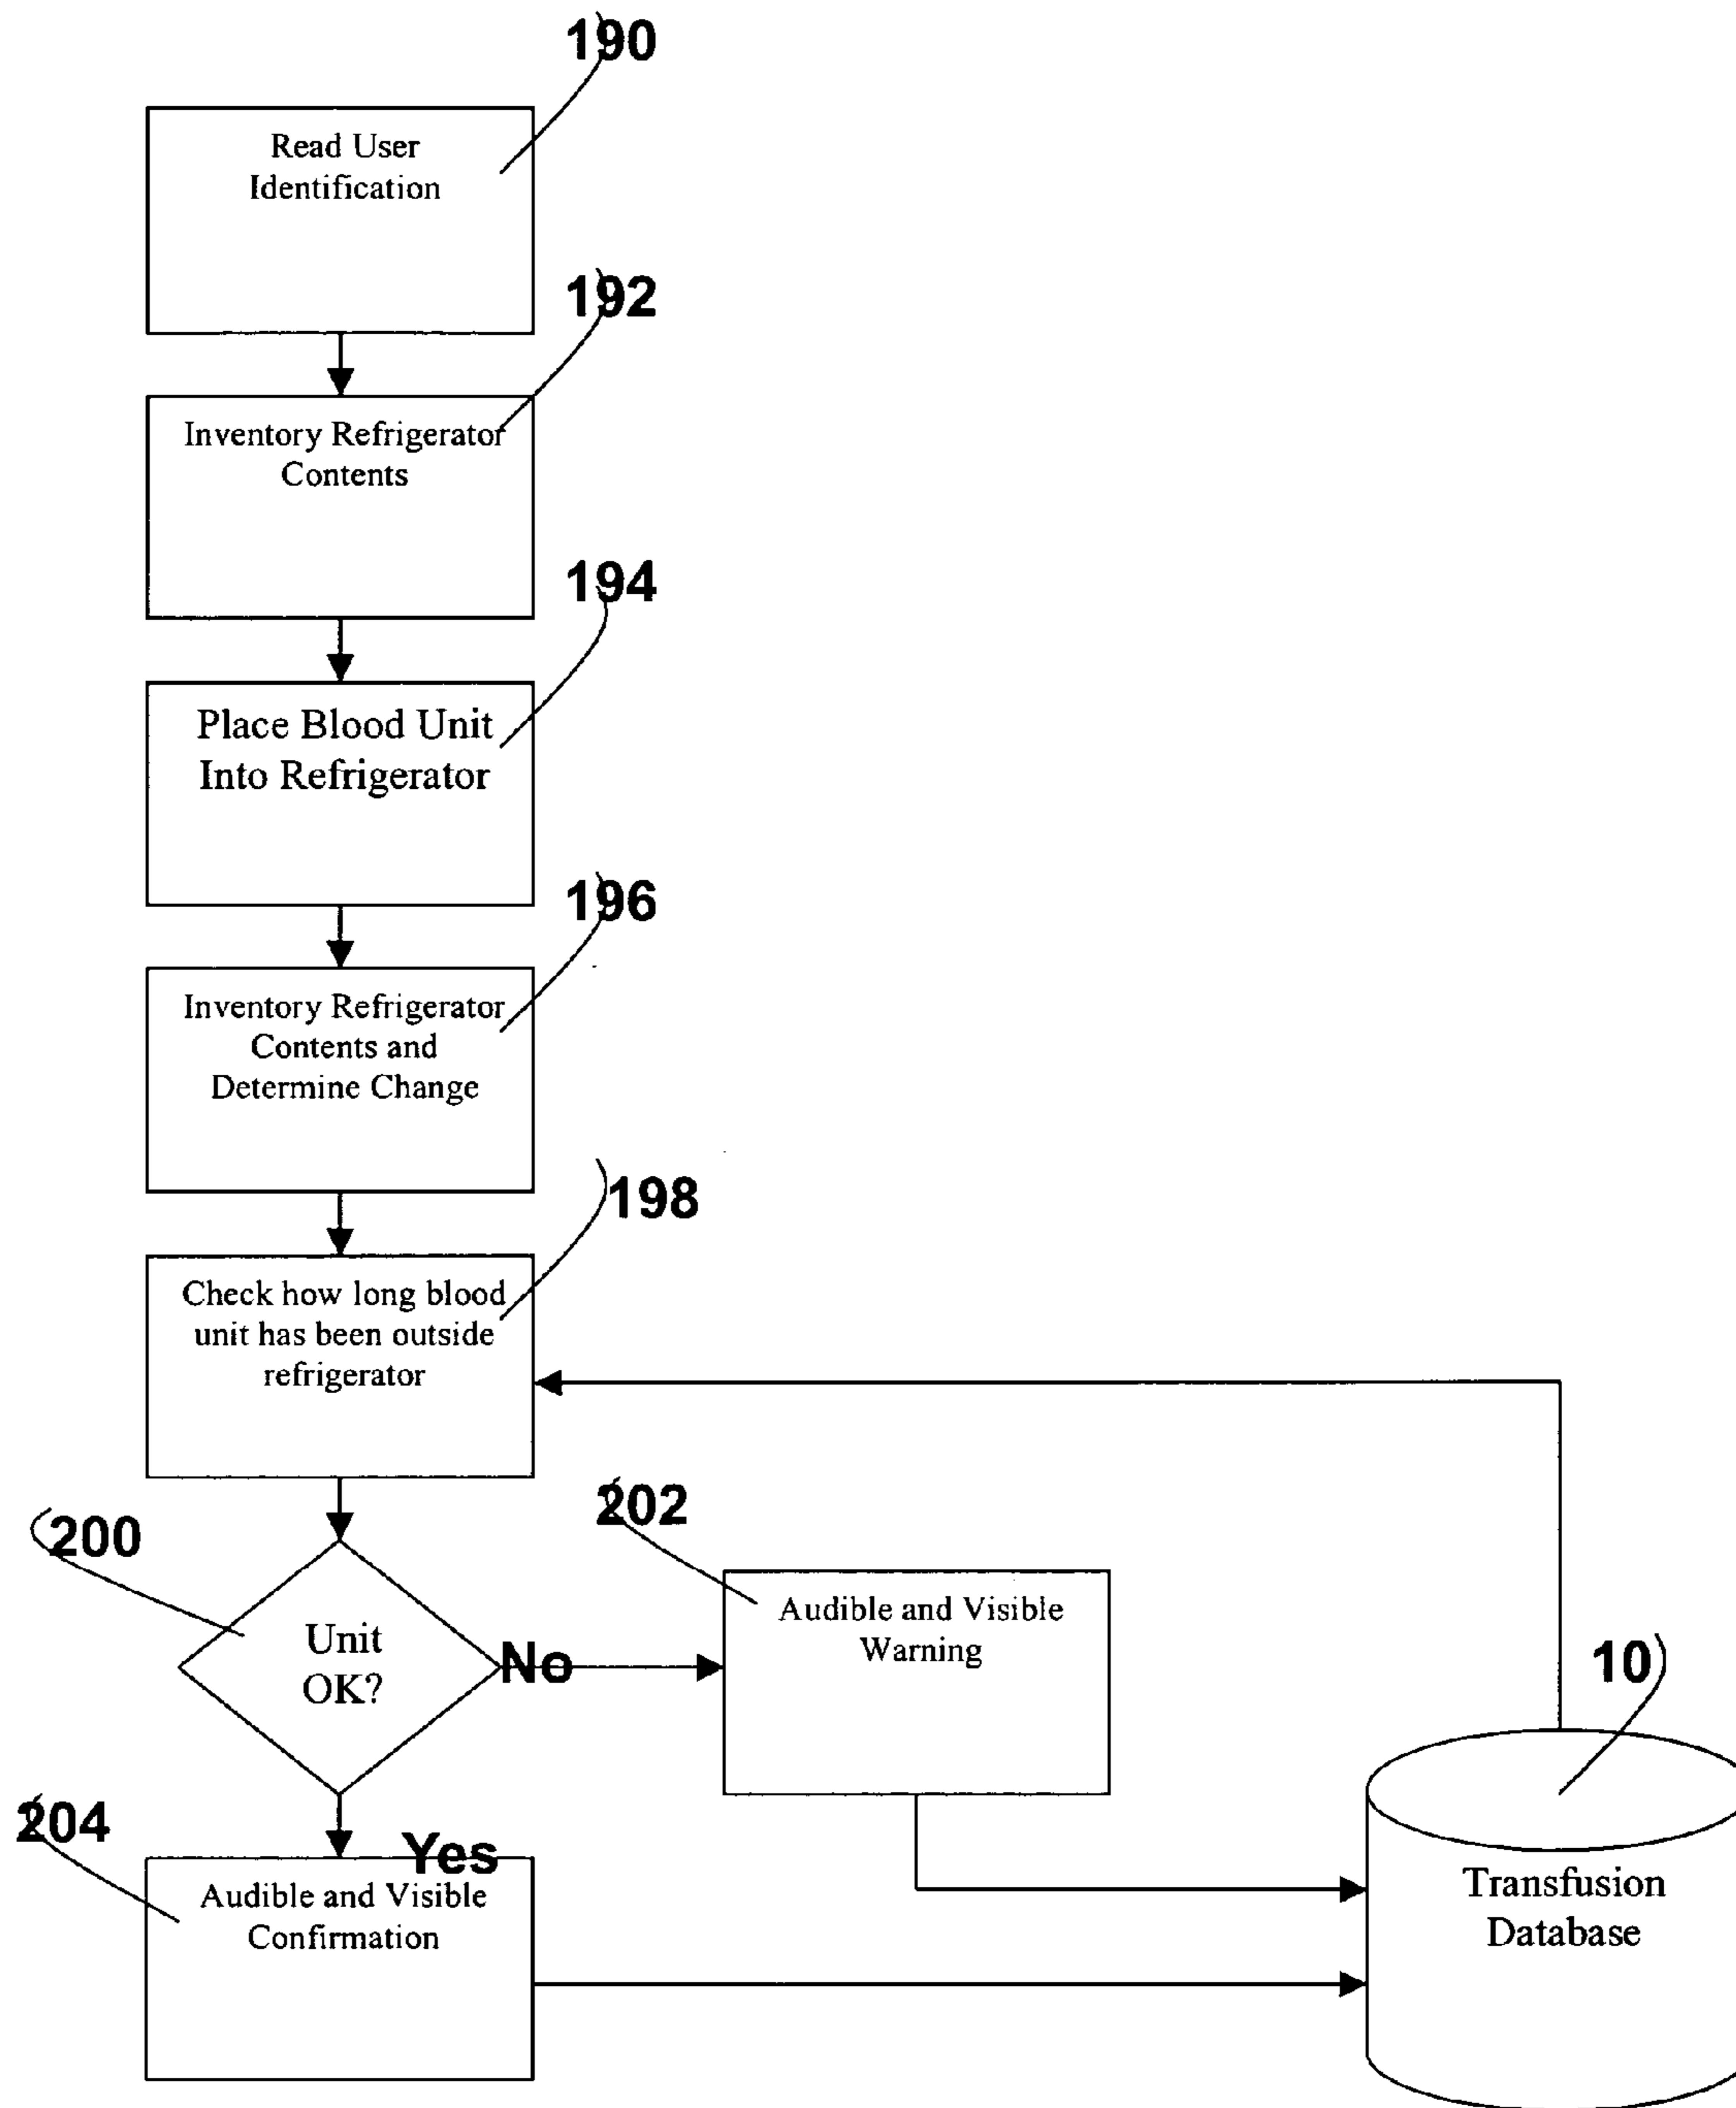 190
Read User
Identification
192
Inventory Refrigerator
Contents
194
Place Blood Unit
Into Refrigerator
196
Inventory Refrigerator
Contents and
Determine Change
198
Check how long blood
unit has been outside
refrigerator
200
Unit
OK?
No
202
Audible and Visible
Warning
10
Transfusion
Database
204
Yes
Audible and Visible
Confirmation